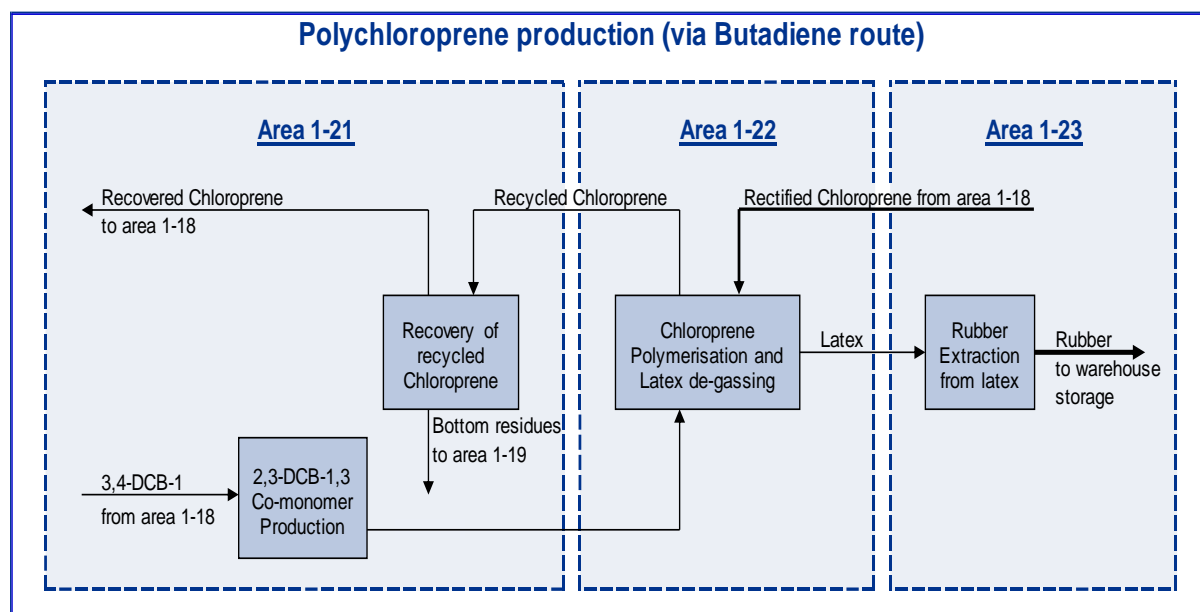 Polychloroprene production (via Butadiene route)
Area 1-21
Area 1-22
Area 1-23
Recovered Chloroprene
to area 1-18
Recycled Chloroprene
Rectified Chloroprene from area 1-18
Recovery of
recycled
Chloroprene
Chloroprene
Polymerisation and
Latex de-gassing
Latex
Rubber
Extraction
from latex
Rubber
to warehouse
storage
Bottom residues
to area 1-19
3,4-DCB-1
from area 1-18
2,3-DCB-1,3
Co-monomer
Production